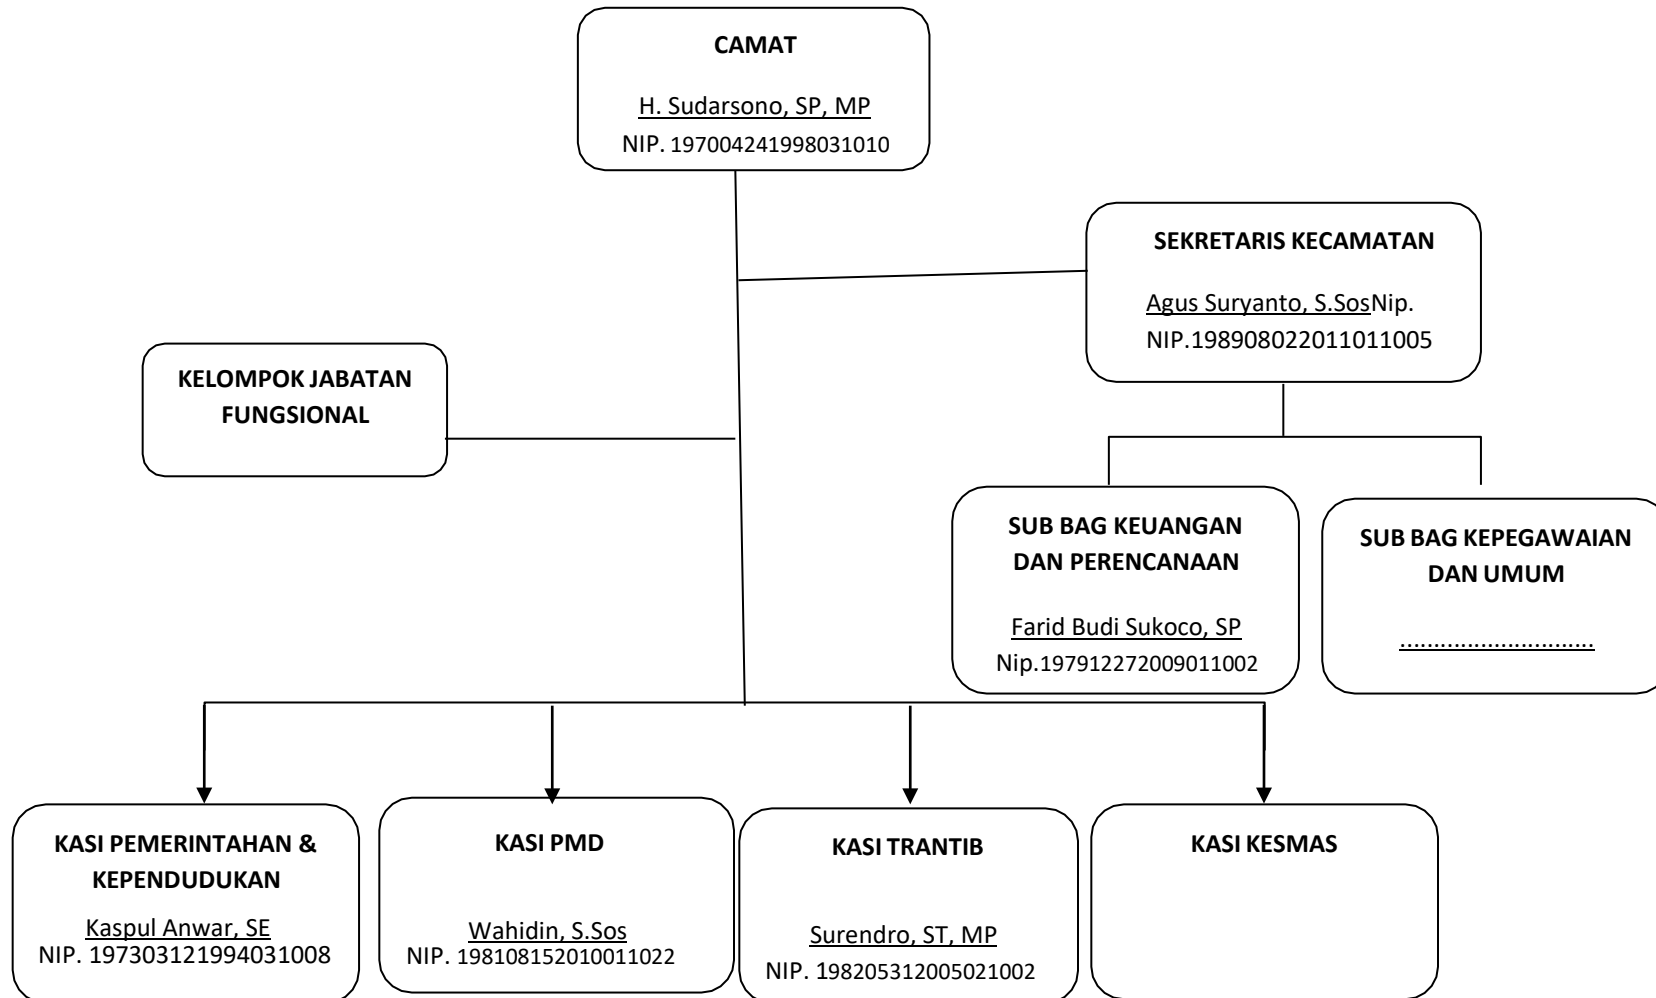 CAMAT
H. Sudarsono, SP, MP
NIP. 197004241998031010
SEKRETARIS KECAMATAN
Agus Suryanto, S.SosNip.
NIP.198908022011011005
KELOMPOK JABATAN
FUNGSIONAL
SUB BAG KEUANGAN
DAN PERENCANAAN
Farid Budi Sukoco, SP
Nip.197912272009011002
SUB BAG KEPEGAWAIAN
DAN UMUM
.............................
KASI PEMERINTAHAN &
KEPENDUDUKAN
Kaspul Anwar, SE
NIP. 197303121994031008
KASI PMD
Wahidin, S.Sos
NIP. 198108152010011022
KASI TRANTIB
Surendro, ST, MP
NIP. 198205312005021002
KASI KESMAS